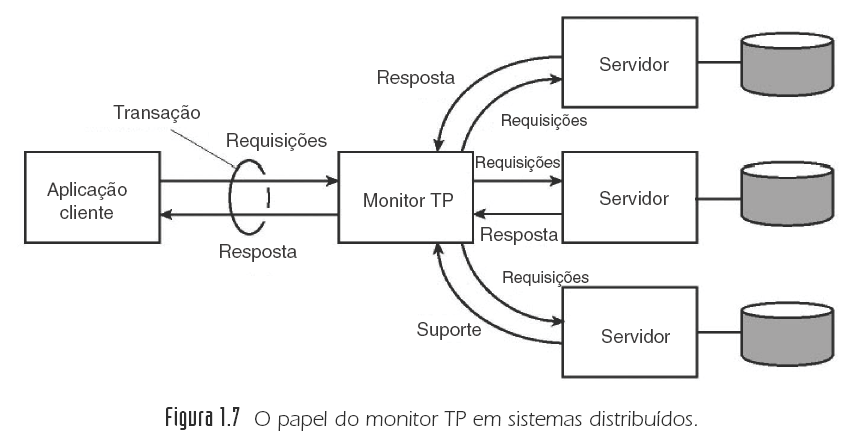 Servidor
Resposta
Requisições
Transação
Requisições
Requisições
Aplicação
cliente
Monitor TP
Servidor
Resposta
Resposta
Requisições
Suporte
Servidor
Figura 1.7 O papel do monitor TP em sistemas distribuídos.